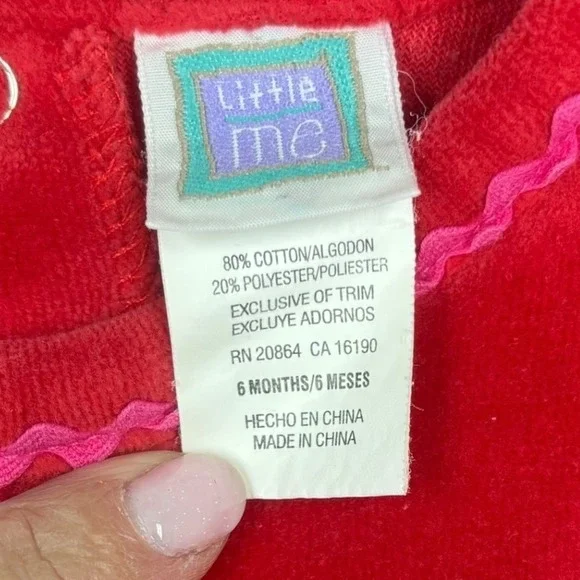 Little
me
80% COTTON/ALGODON
20% POLYESTER/POLIESTER
EXCLUSIVE OF TRIM
EXCLUYE ADORNOS
RN 20864 CA 16190
6 MONTHS/6 MESES
HECHO EN CHINA
MADE IN CHINA